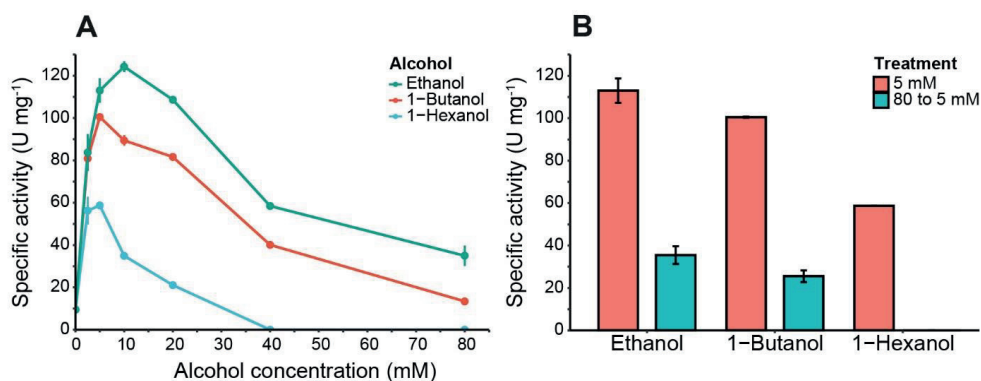 A
Specific activity (U mg⁻¹)
120
100
80
60
40
20
0
0 10 20 30 40 50 60 70 80
Alcohol concentration (mM)
Alcohol
Ethanol
1−Butanol
1−Hexanol
B
Specific activity (U mg⁻¹)
120
100
80
60
40
20
0
Ethanol 1−Butanol 1−Hexanol
Treatment
5 mM
80 to 5 mM